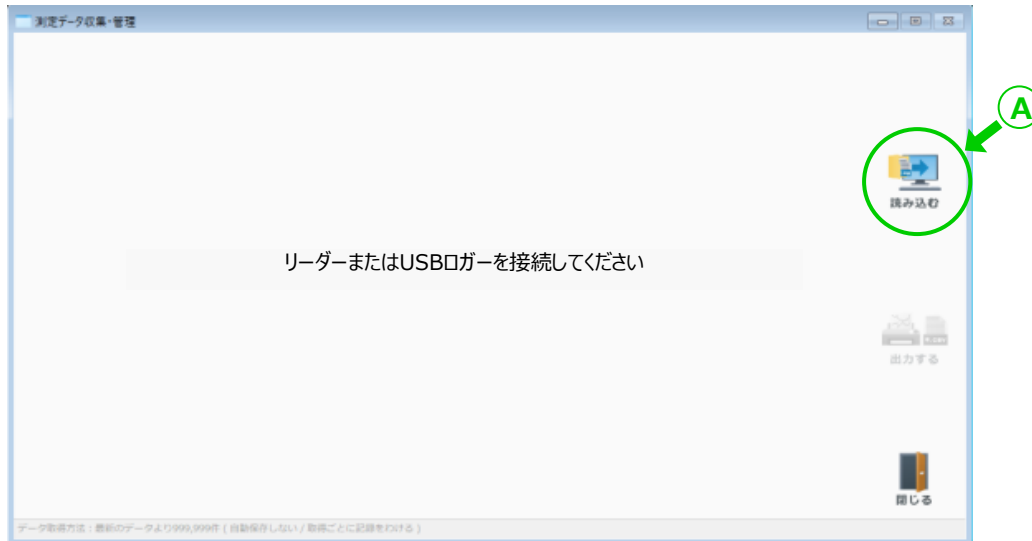 測定データ収集・管理
A
読み込む
リーダーまたはUSBロガーを接続してください
出力する
閉じる
データ取得方法：最新のデータより999,999件 ( 自動保存しない / 取得ごとに記録をわける )